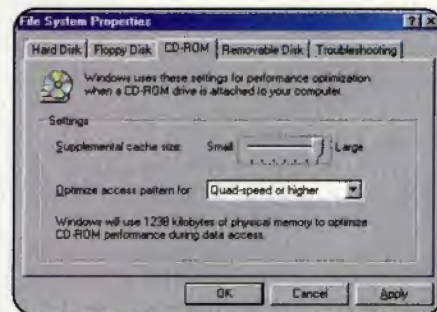 File System Properties
Hard Disk Floppy Disk CD-ROM Removable Disk Troubleshooting
Windows uses these settings for performance optimization
when a CD-ROM drive is attached to your computer.
Settings
Supplemental cache size: Small Large
Optimize access pattern for: Quad-speed or higher
Windows will use 1238 kilobytes of physical memory to optimize
CD-ROM performance during data access.
OK Cancel Apply